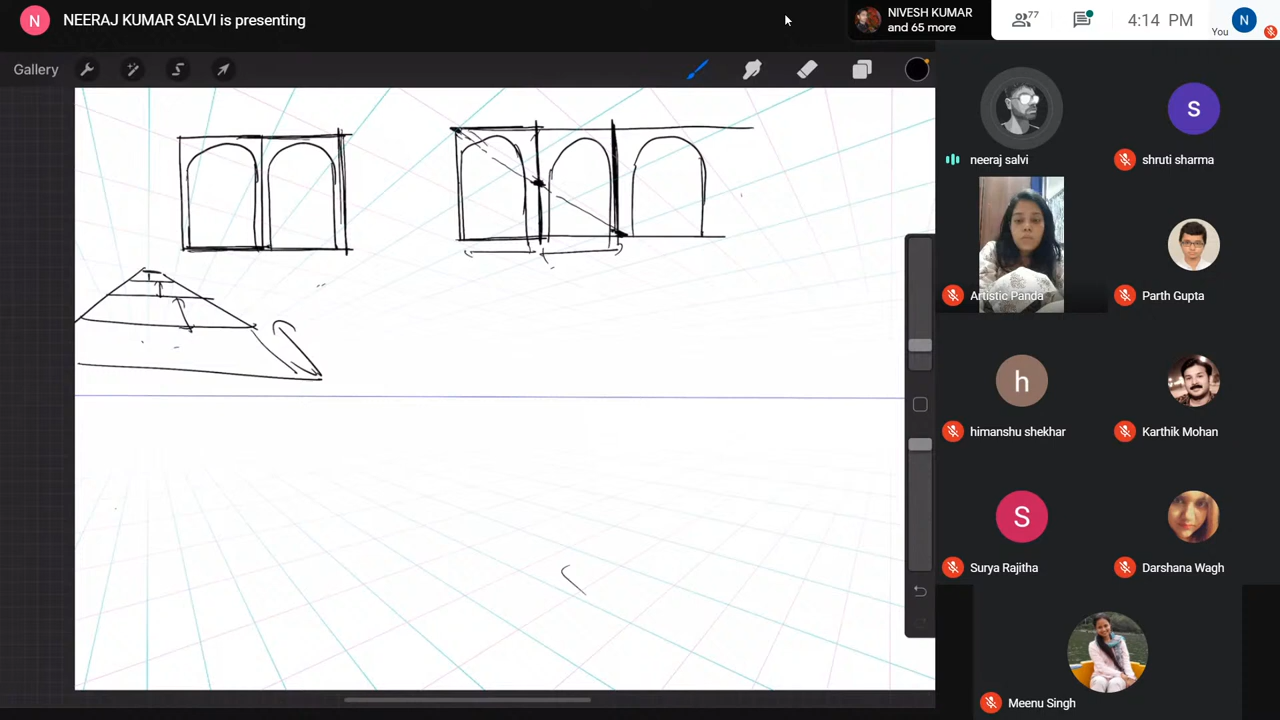 N
NEERAJ KUMAR SALVI is presenting
NIVESH KUMAR
and 65 more
77
4:14 PM
You
N
Gallery
neeraj salvi
S
shruti sharma
Artistic Panda
Parth Gupta
h
himanshu shekhar
Karthik Mohan
S
Surya Rajitha
Darshana Wagh
Meenu Singh